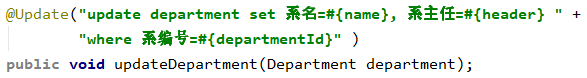 @Update("update department set 系名=#{name}, 系主任=#{header} " +
"where 系编号=#{departmentId}" )
public void updateDepartment(Department department);